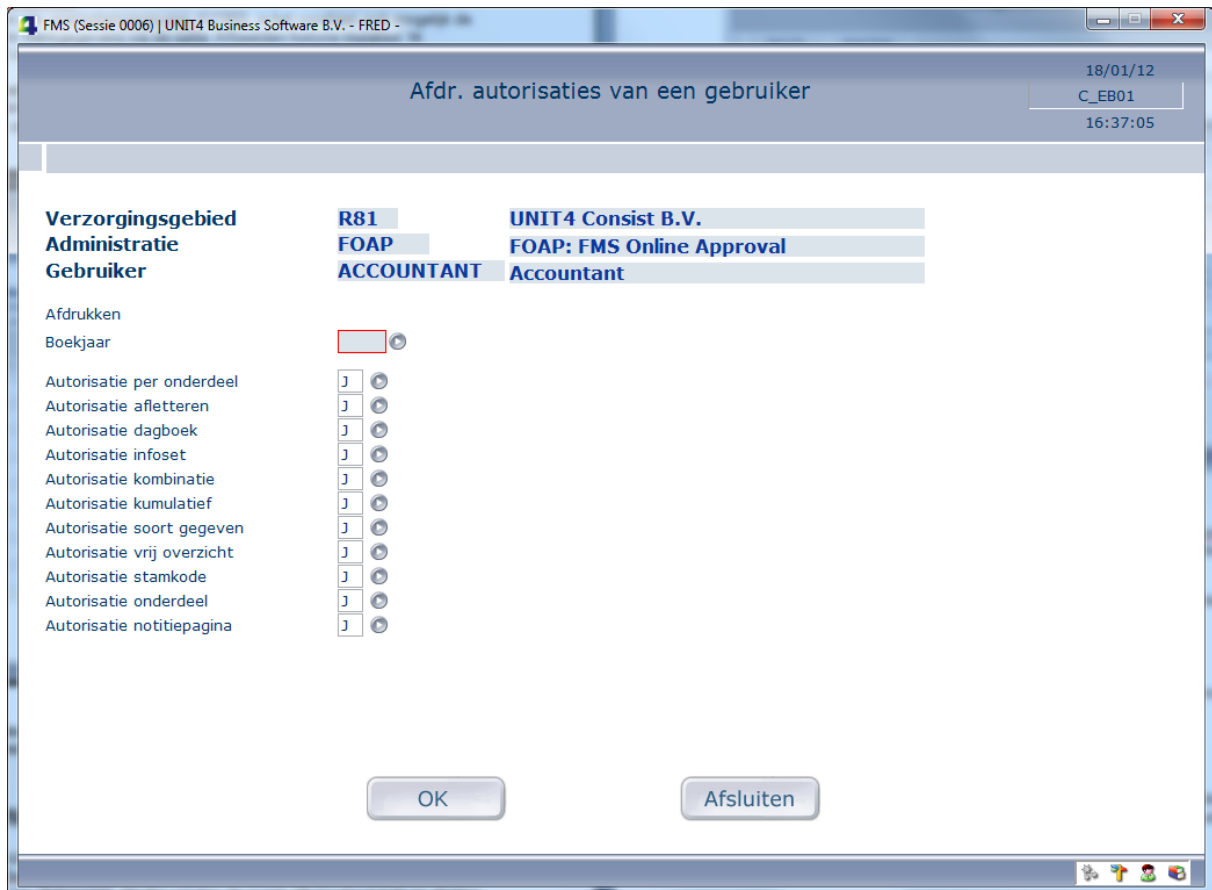 FMS (Sessie 0006) | UNIT4 Business Software B.V. - FRED -
Afdr. autorisaties van een gebruiker
18/01/12
C_EB01
16:37:05
Verzorgingsgebied R81 UNIT4 Consist B.V.
Administratie FOAP FOAP: FMS Online Approval
Gebruiker ACCOUNTANT Accountant
Afdrukken
Boekjaar
Autorisatie per onderdeel J
Autorisatie afletteren J
Autorisatie dagboek J
Autorisatie infoset J
Autorisatie kombinatie J
Autorisatie kumulatief J
Autorisatie soort gegeven J
Autorisatie vrij overzicht J
Autorisatie stamkode J
Autorisatie onderdeel J
Autorisatie notitiepagina J
OK Afsluiten